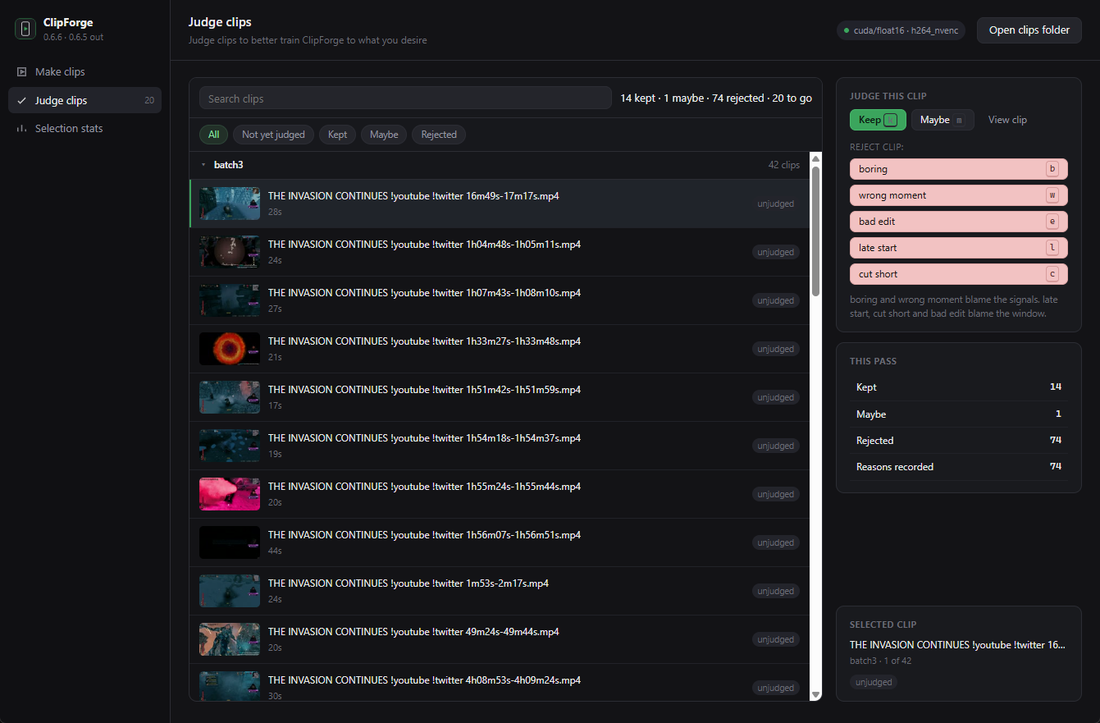 ClipForge
0.6.6 · 0.6.5 out
Make clips
Judge clips
20
Selection stats
Judge clips
Judge clips to better train ClipForge to what you desire
cuda/float16 · h264_nvenc
Open clips folder
Search clips
14 kept · 1 maybe · 74 rejected · 20 to go
All
Not yet judged
Kept
Maybe
Rejected
batch3
42 clips
THE INVASION CONTINUES !youtube !twitter 16m49s-17m17s.mp4
28s
unjudged
THE INVASION CONTINUES !youtube !twitter 1h04m48s-1h05m11s.mp4
24s
unjudged
THE INVASION CONTINUES !youtube !twitter 1h07m43s-1h08m10s.mp4
27s
unjudged
THE INVASION CONTINUES !youtube !twitter 1h33m27s-1h33m48s.mp4
21s
unjudged
THE INVASION CONTINUES !youtube !twitter 1h51m42s-1h51m59s.mp4
17s
unjudged
THE INVASION CONTINUES !youtube !twitter 1h54m18s-1h54m37s.mp4
19s
unjudged
THE INVASION CONTINUES !youtube !twitter 1h55m24s-1h55m44s.mp4
20s
unjudged
THE INVASION CONTINUES !youtube !twitter 1h56m07s-1h56m51s.mp4
44s
unjudged
THE INVASION CONTINUES !youtube !twitter 1m53s-2m17s.mp4
24s
unjudged
THE INVASION CONTINUES !youtube !twitter 49m24s-49m44s.mp4
20s
unjudged
THE INVASION CONTINUES !youtube !twitter 4h08m53s-4h09m24s.mp4
30s
unjudged
JUDGE THIS CLIP
Keep
Maybe m
View clip
REJECT CLIP:
boring b
wrong moment w
bad edit e
late start l
cut short c
boring and wrong moment blame the signals. late
start, cut short and bad edit blame the window.
THIS PASS
Kept 14
Maybe 1
Rejected 74
Reasons recorded 74
SELECTED CLIP
THE INVASION CONTINUES !youtube !twitter 16...
batch3 · 1 of 42
unjudged